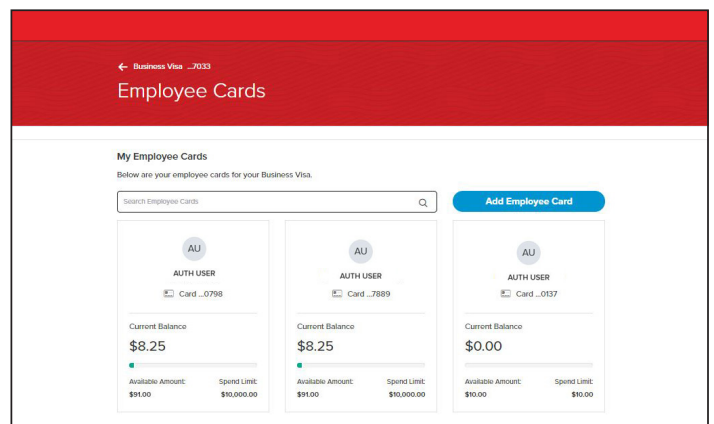 ← Business Visa ...7033
Employee Cards
My Employee Cards
Below are your employee cards for your Business Visa.
Search Employee Cards
Add Employee Card
AU
AUTH USER
Card ...0798
Current Balance
$8.25
Available Amount: Spend Limit:
$91.00 $10,000.00
AU
AUTH USER
Card ...7889
Current Balance
$8.25
Available Amount: Spend Limit:
$91.00 $10,000.00
AU
AUTH USER
Card ...0137
Current Balance
$0.00
Available Amount: Spend Limit:
$10.00 $10.00